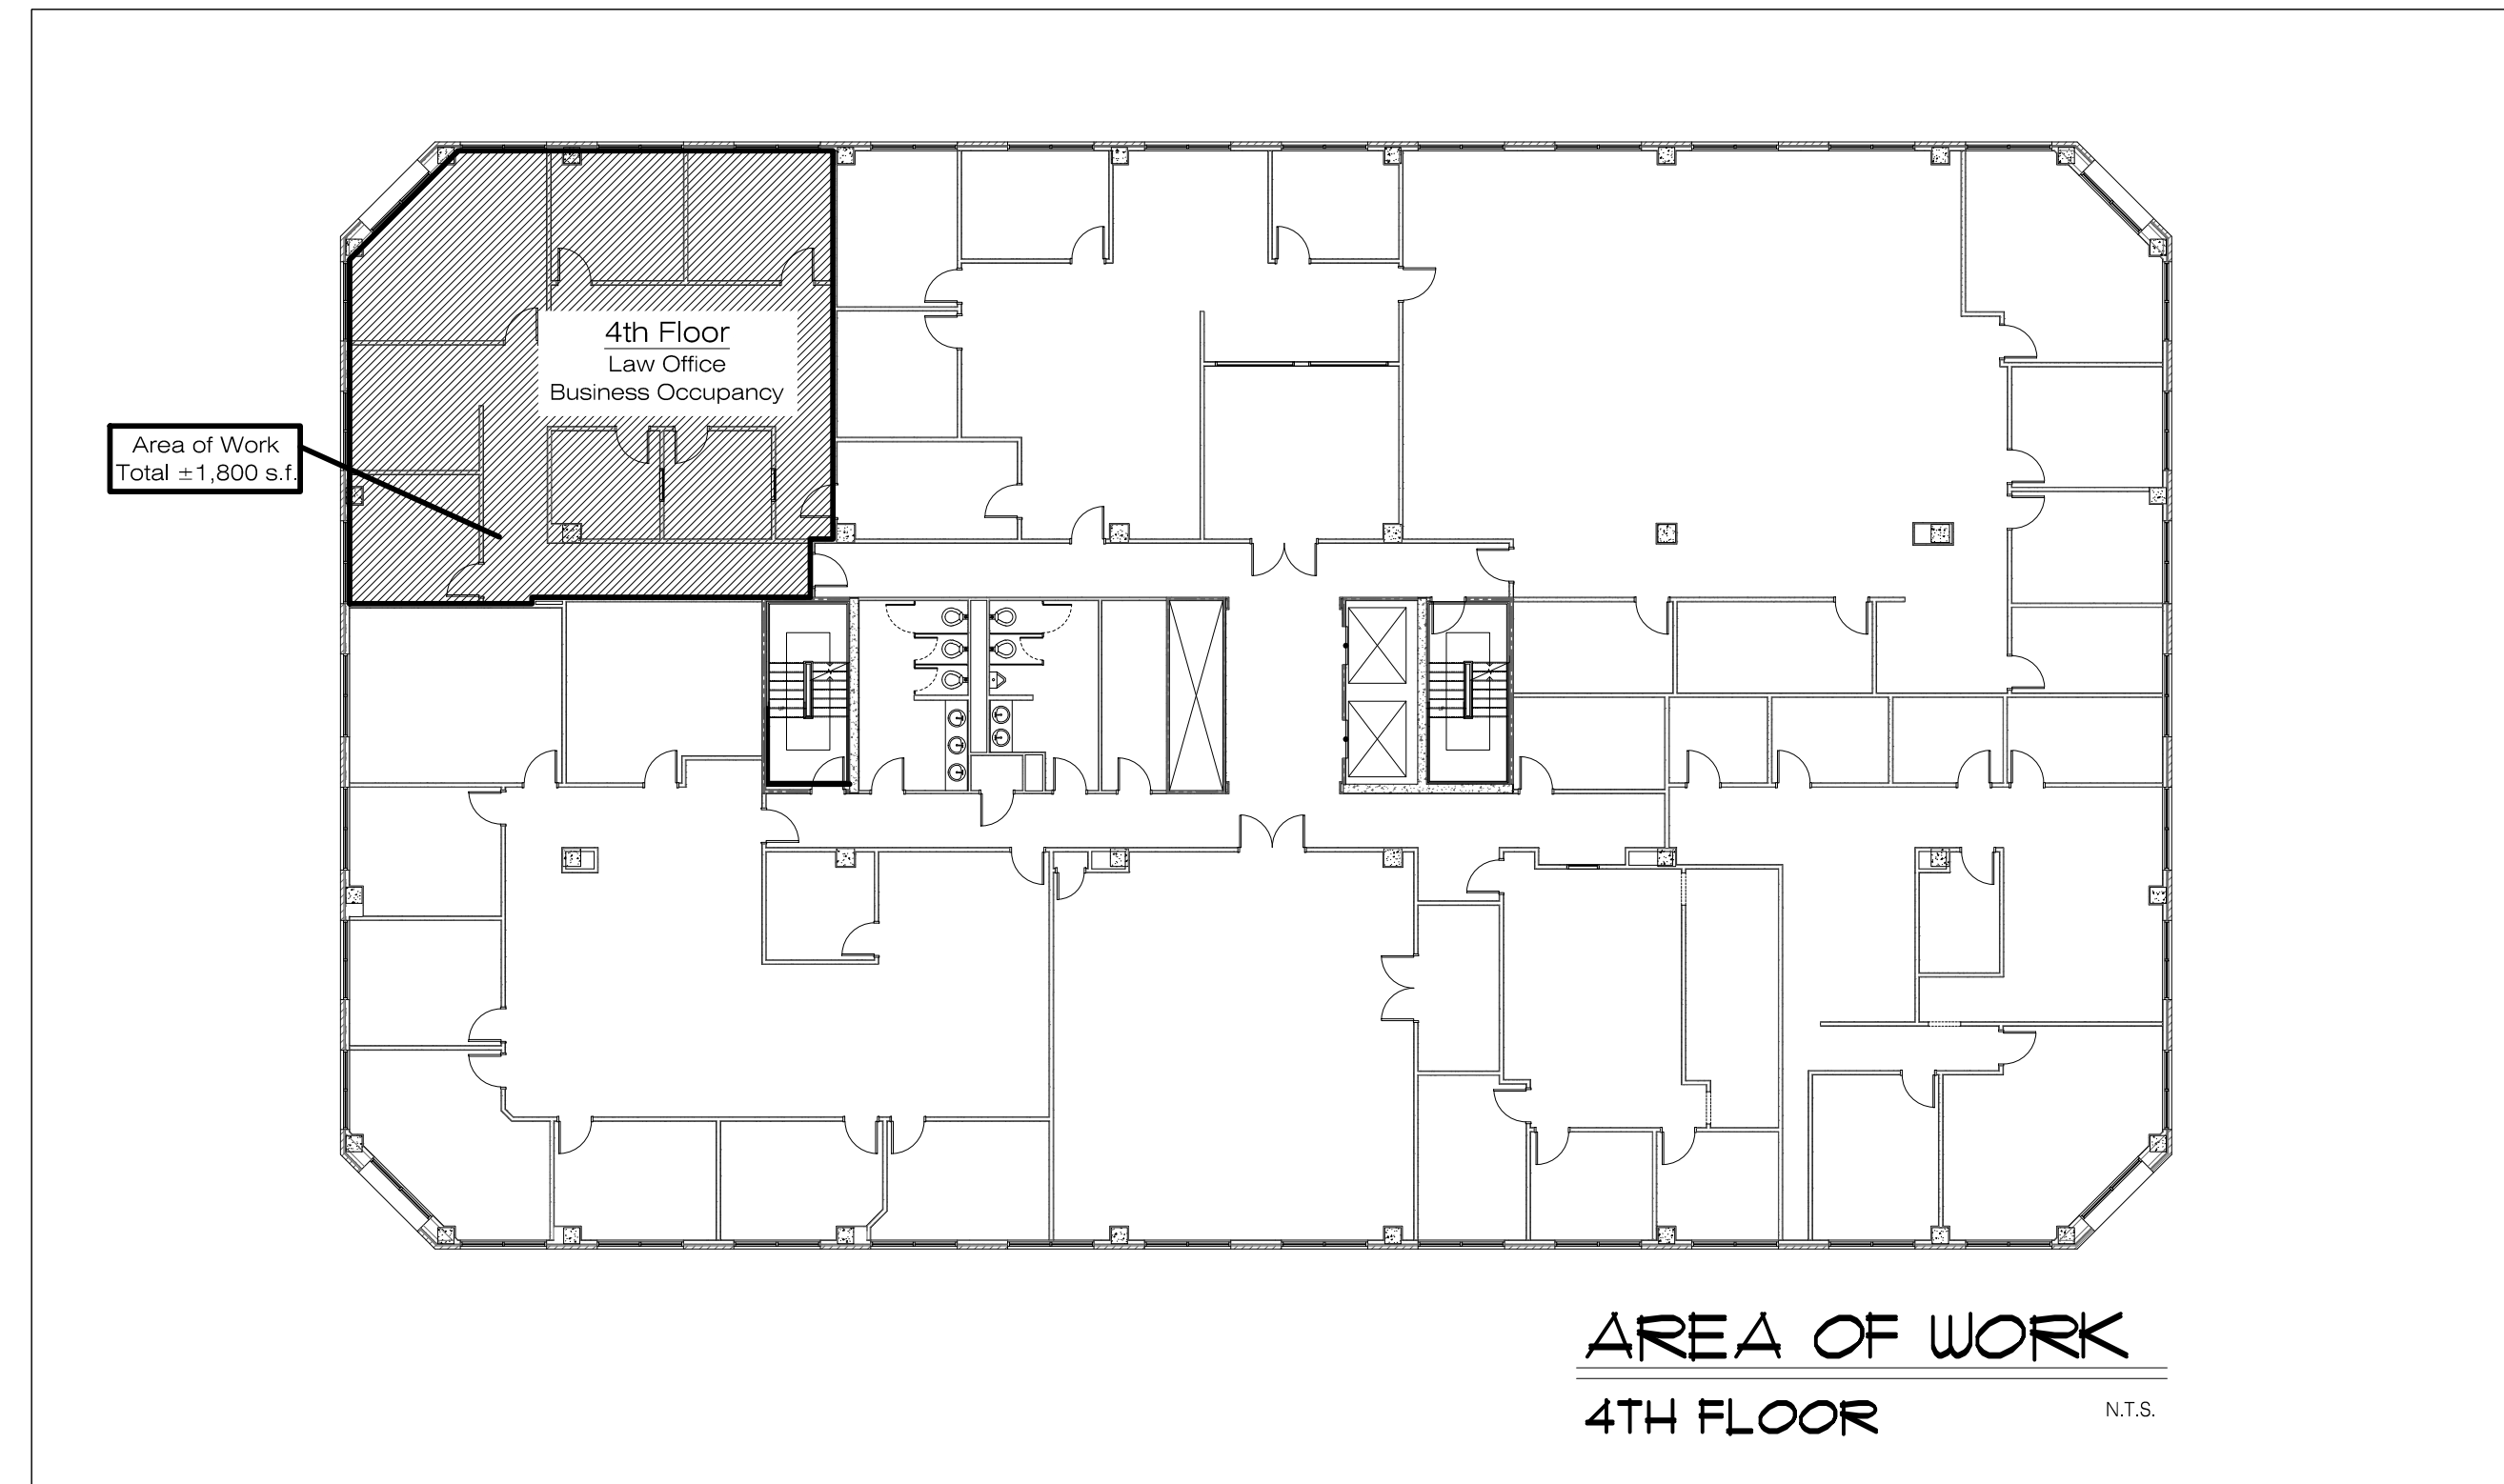 4th Floor
Law Office
Business Occupancy
Area of Work
Total ±1,800 s.f.
AREA OF WORK
4TH FLOOR
N.T.S.